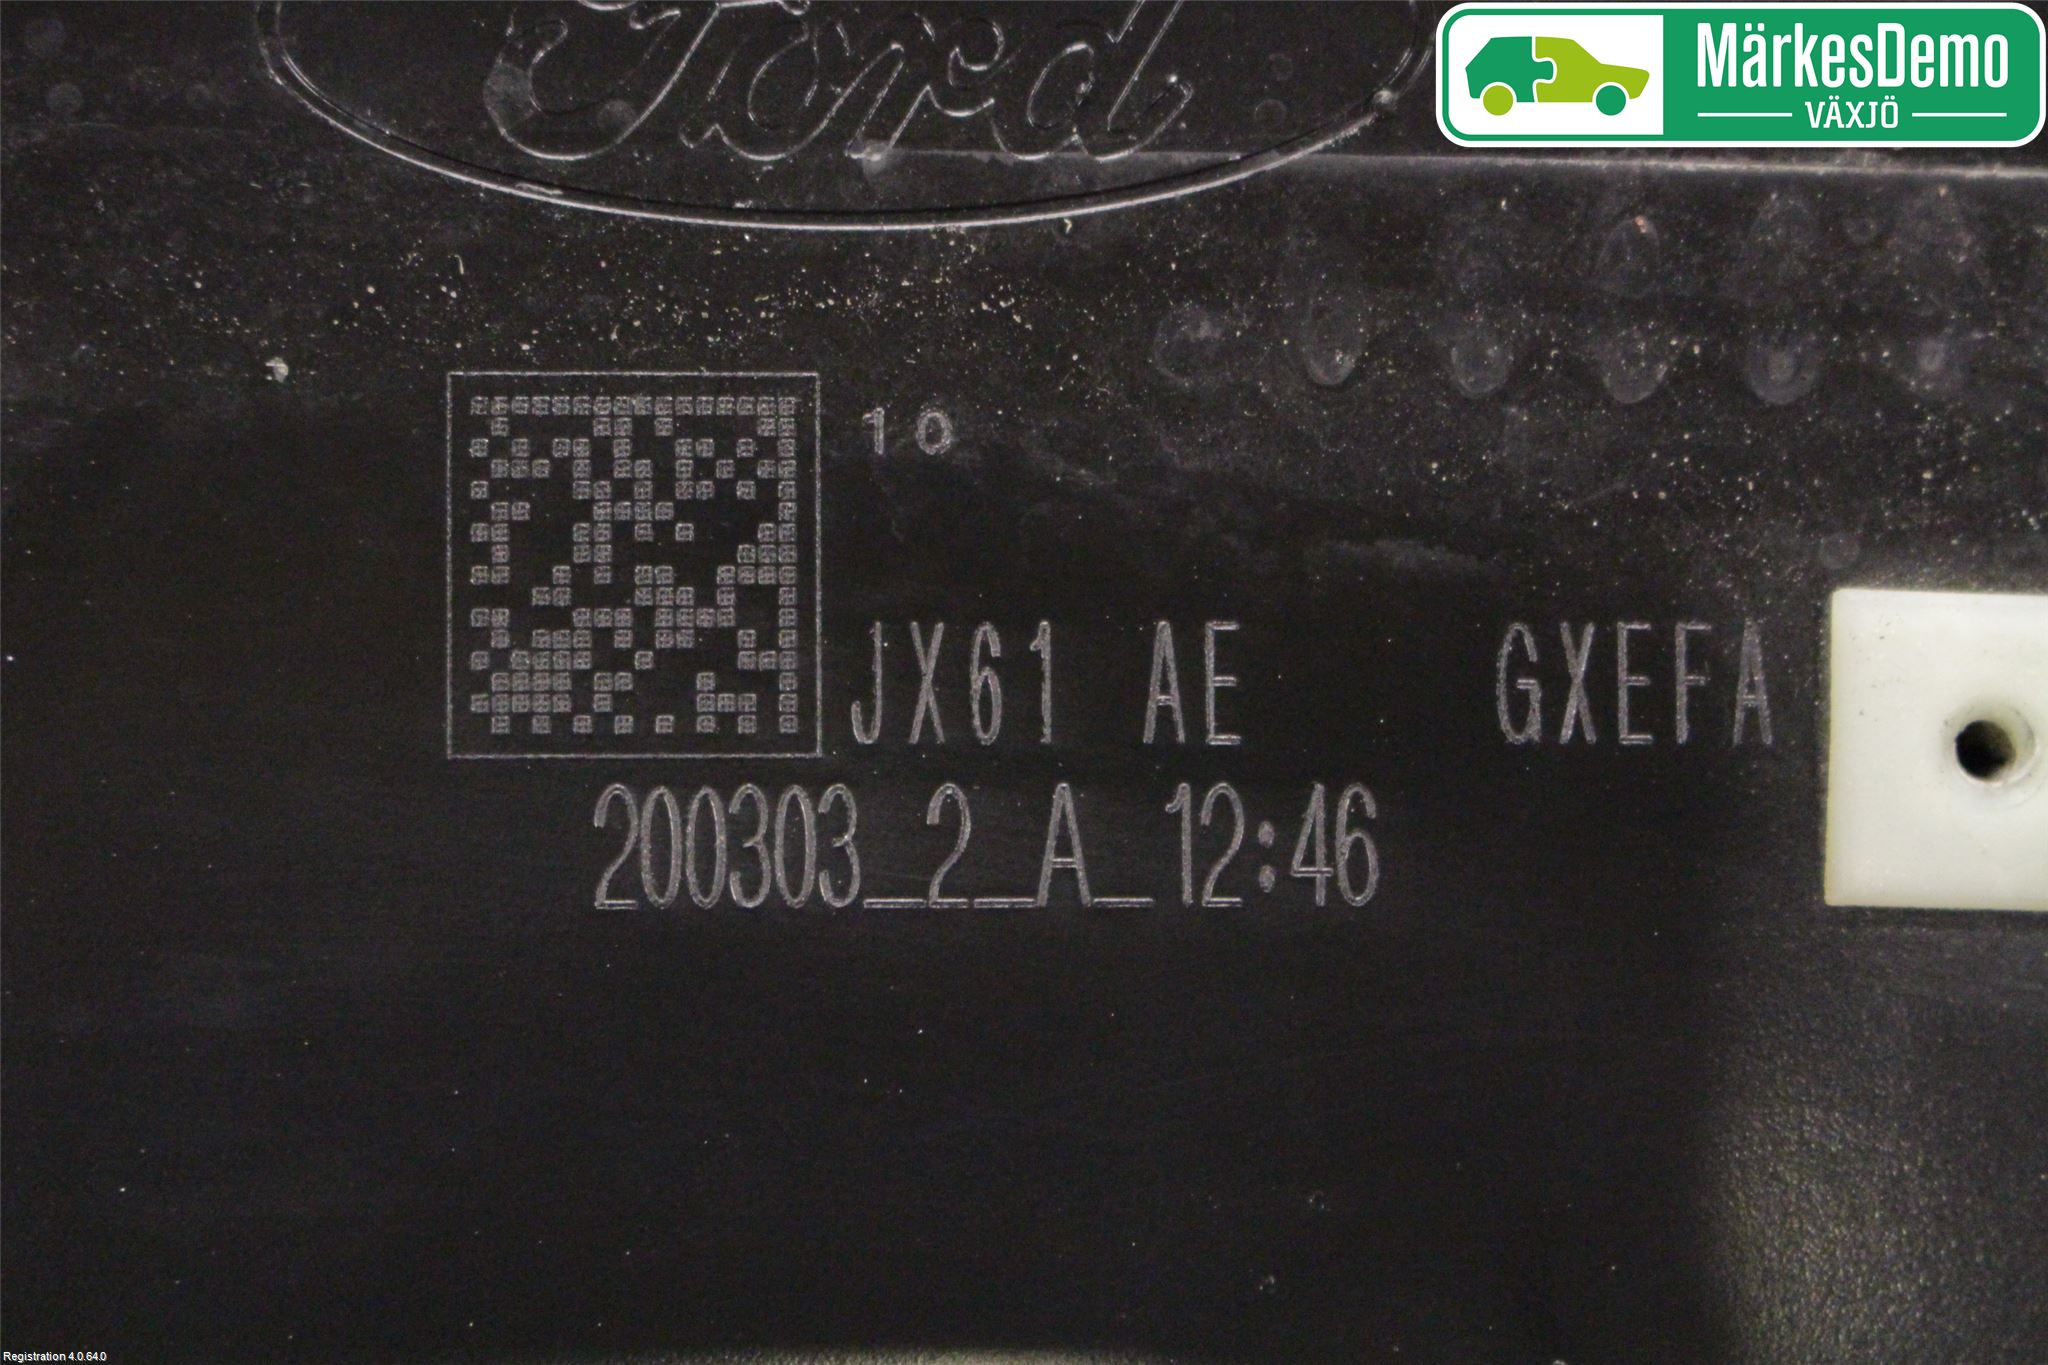 Ford
MärkesDemo
VÄXJÖ
10
JX61 AE GXEFA
200303_2_A_12:46
Registration 4.0.64.0